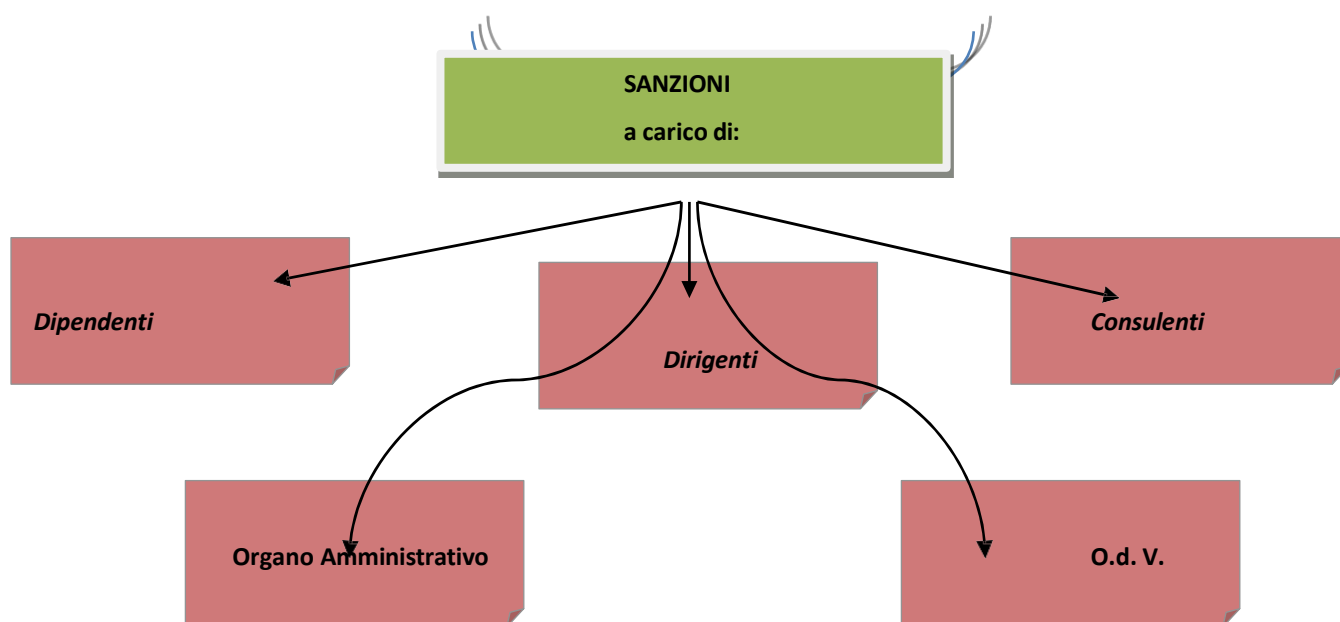 SANZIONI
a carico di:
Dipendenti
Dirigenti
Consulenti
Organo Amministrativo
O.d. V.